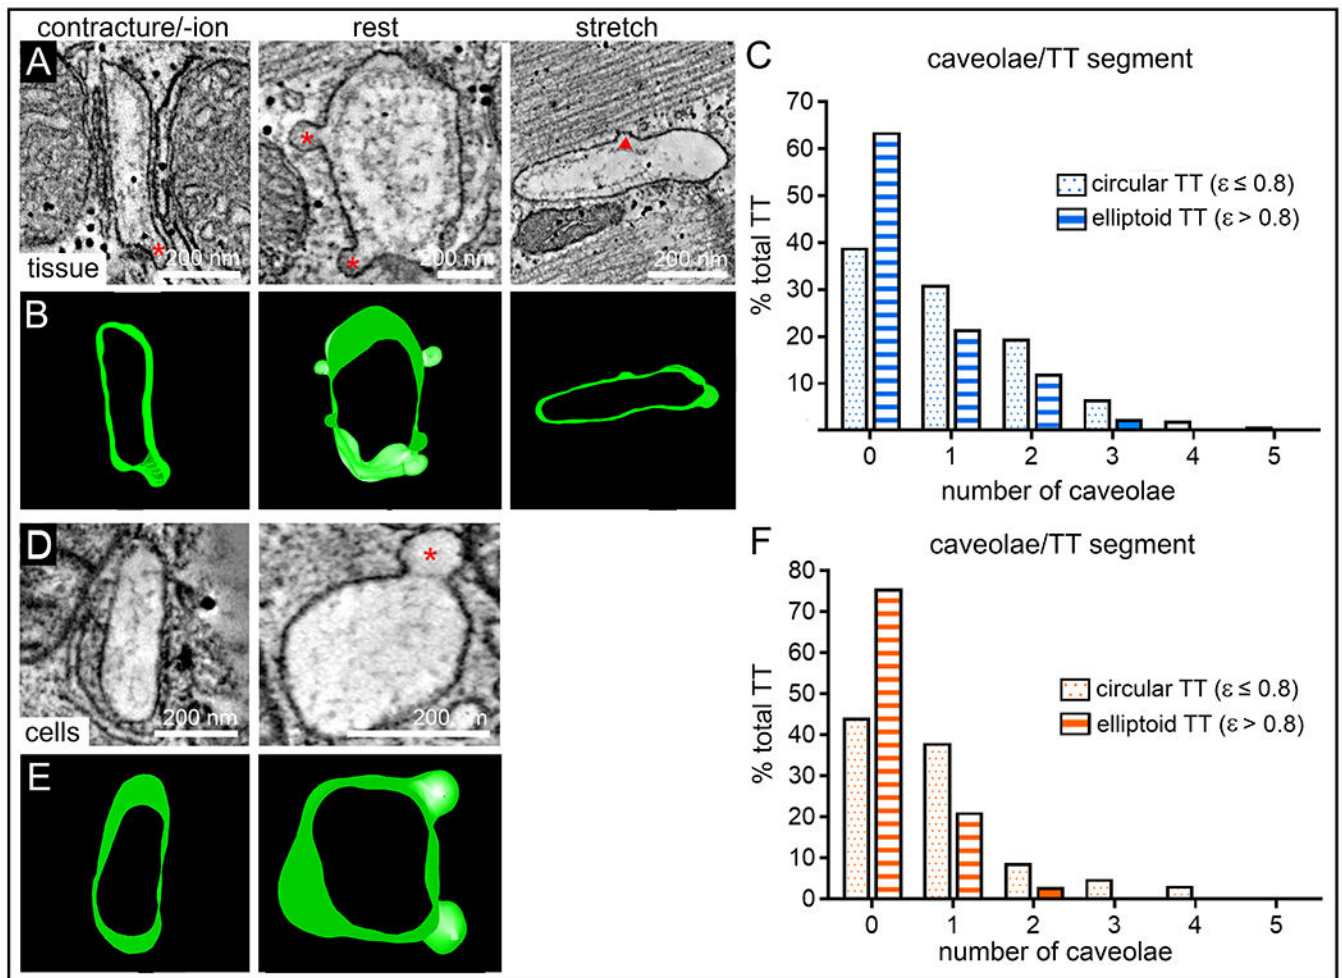 contracture/-ion rest stretch
A
tissue
200 nm
200 nm
200 nm
B
C
caveolae/TT segment
% total TT
70
60
50
40
30
20
10
circular TT (ε ≤ 0.8)
elliptoid TT (ε > 0.8)
0 1 2 3 4 5
number of caveolae
D
cells
200 nm
200 nm
E
F
caveolae/TT segment
% total TT
80
70
60
50
40
30
20
10
0
circular TT (ε ≤ 0.8)
elliptoid TT (ε > 0.8)
0 1 2 3 4 5
number of caveolae